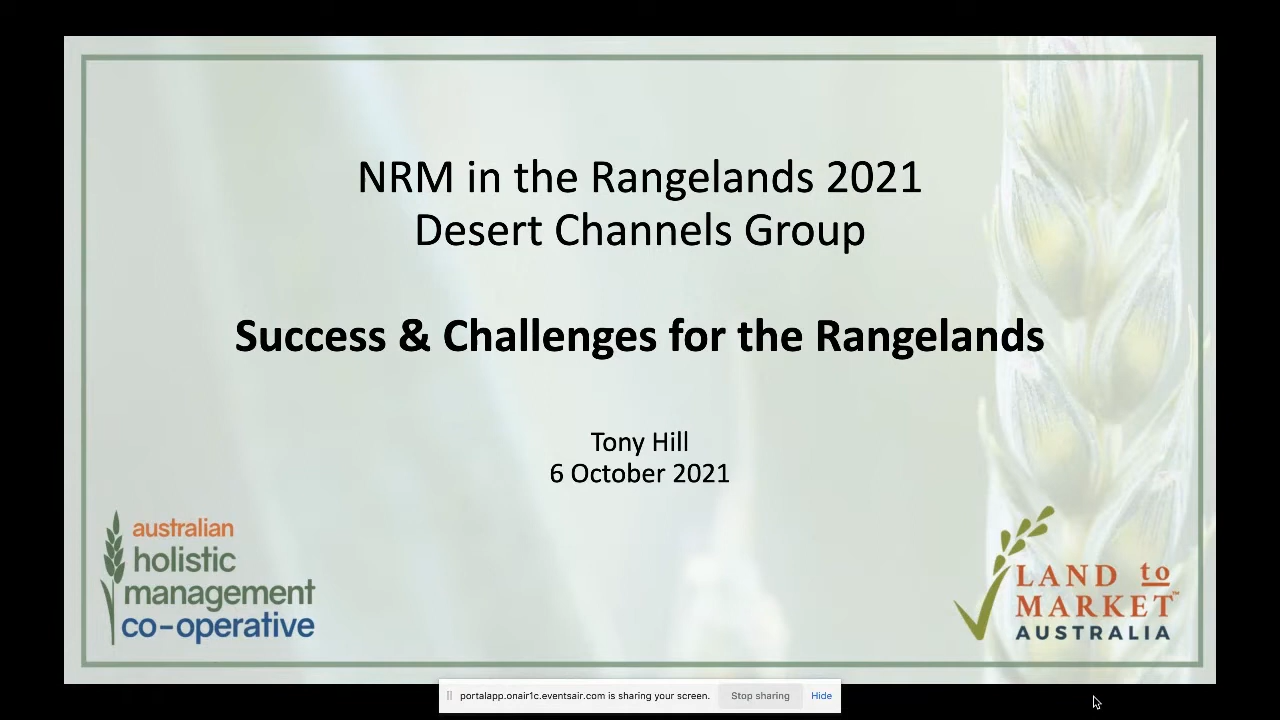 NRM in the Rangelands 2021
Desert Channels Group
Success & Challenges for the Rangelands
Tony Hill
6 October 2021
australian
holistic
management
co-operative
LAND to
MARKET™
AUSTRALIA
portalapp.onair1c.eventsair.com is sharing your screen.
Stop sharing
Hide